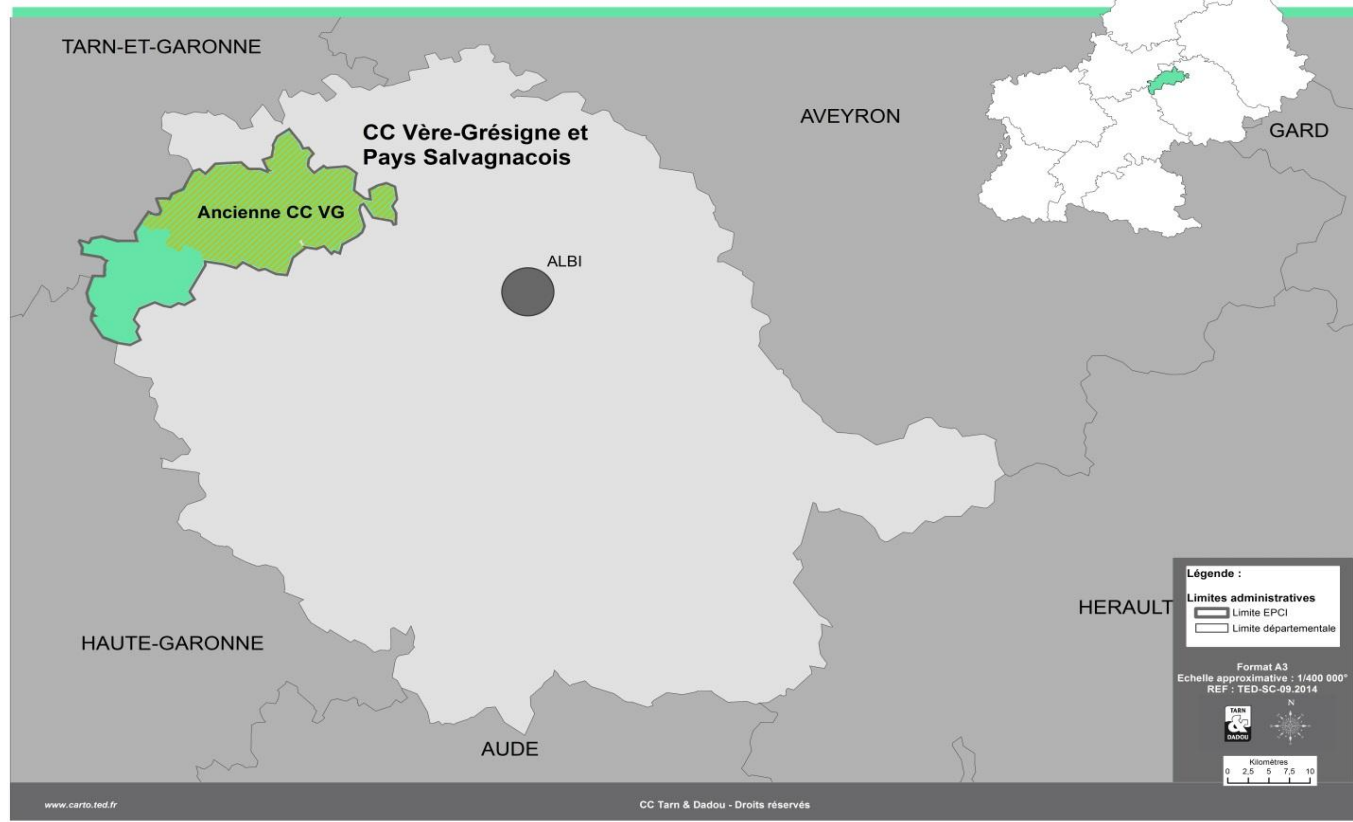 TARN-ET-GARONNE
AVEYRON
GARD
CC Vère-Grésigne et
Pays Salvagnacois
Ancienne CC VG
ALBI
HERAULT
HAUTE-GARONNE
AUDE
Légende :
Limites administratives
Limite EPCI
Limite départementale
Format A3
Echelle approximative : 1/400 000°
REF : TED-SC-09.2014
TARN
&
DADOU
N
Kilomètres
0 2,5 5 7,5 10
www.carto.ted.fr
CC Tarn & Dadou - Droits réservés